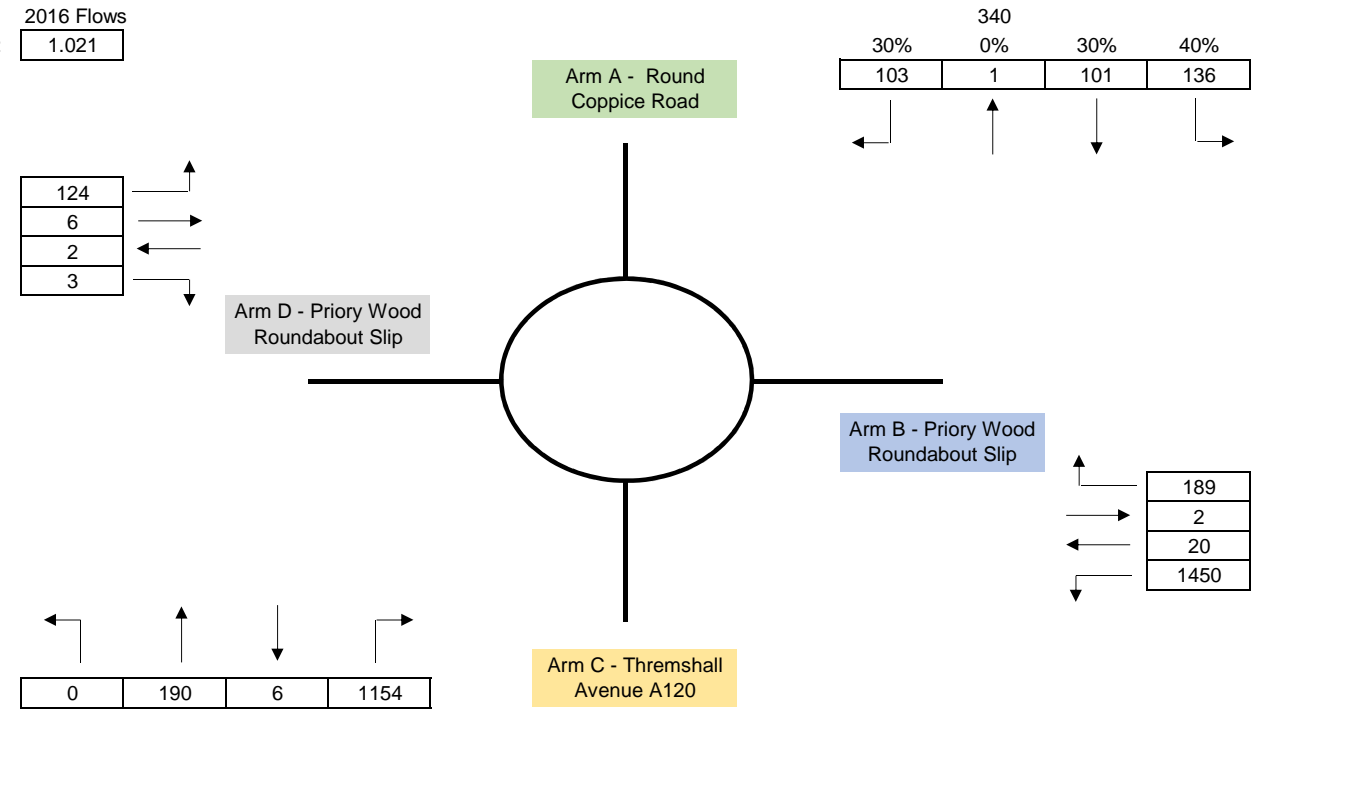 2016 Flows
1.021
340
30% 0% 30% 40%
103 1 101 136
Arm A - Round
Coppice Road
124
6
2
3
Arm D - Priory Wood
Roundabout Slip
Arm B - Priory Wood
Roundabout Slip
189
2
20
1450
Arm C - Thremshall
Avenue A120
0 190 6 1154